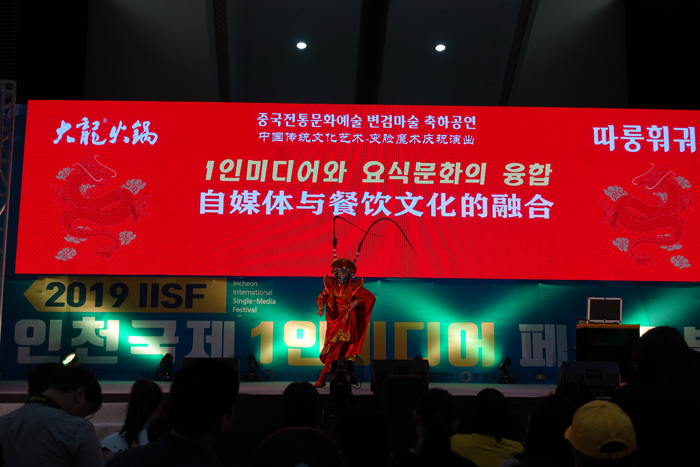 大龍火锅
중국전통문화예술 변검마술 축하공연
中国传统文化艺术-变脸魔术庆祝演出
따룽훠궈
1인미디어와 요식문화의 융합
自媒体与餐饮文化的融合
2019 IISF
Incheon
International
Single-Media
Festival
인천국제 1인미디어 페